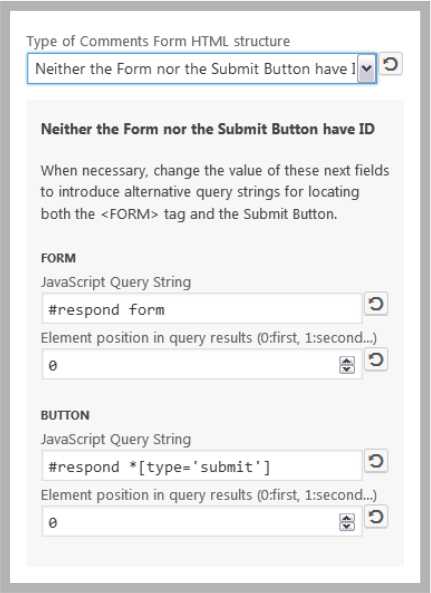 Type of Comments Form HTML structure
Neither the Form nor the Submit Button have I
Neither the Form nor the Submit Button have ID
When necessary, change the value of these next fields
to introduce alternative query strings for locating
both the <FORM> tag and the Submit Button.
FORM
JavaScript Query String
#respond form
Element position in query results (0:first, 1:second...)
0
BUTTON
JavaScript Query String
#respond *[type='submit']
Element position in query results (0:first, 1:second...)
0